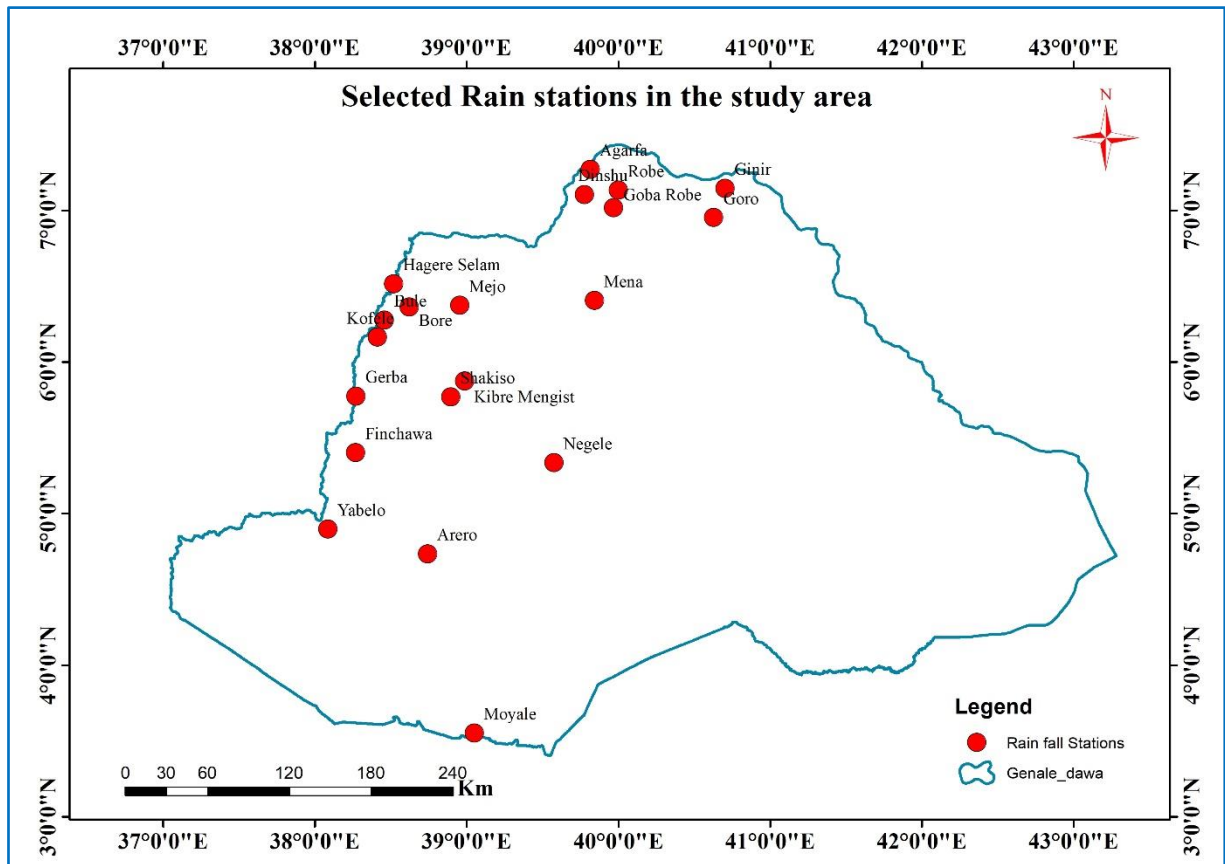 37°0'0"E 38°0'0"E 39°0'0"E 40°0'0"E 41°0'0"E 42°0'0"E 43°0'0"E
Selected Rain stations in the study area
N
Agarfa
Robe
Ginir
Dinshu
Goba Robe
Goro
Hagere Selam
Mejo
Mena
Bule
Kofele
Bore
Gerba
Shakiso
Kibre Mengist
Finchawa
Negele
Yabelo
Arero
Moyale
7°0'0"N
6°0'0"N
5°0'0"N
4°0'0"N
3°0'0"N
7°0'0"N
6°0'0"N
5°0'0"N
4°0'0"N
3°0'0"N
Legend
Rain fall Stations
Genale_dawa
0 30 60 120 180 240
Km
37°0'0"E 38°0'0"E 39°0'0"E 40°0'0"E 41°0'0"E 42°0'0"E 43°0'0"E